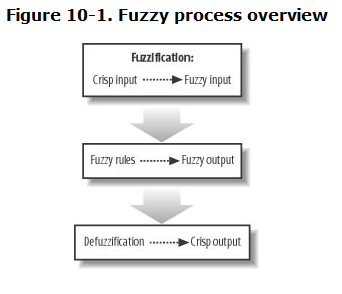 Figure 10-1. Fuzzy process overview
Fuzzification:
Crisp input Fuzzy input
Fuzzy rules Fuzzy output
Defuzzification Crisp output